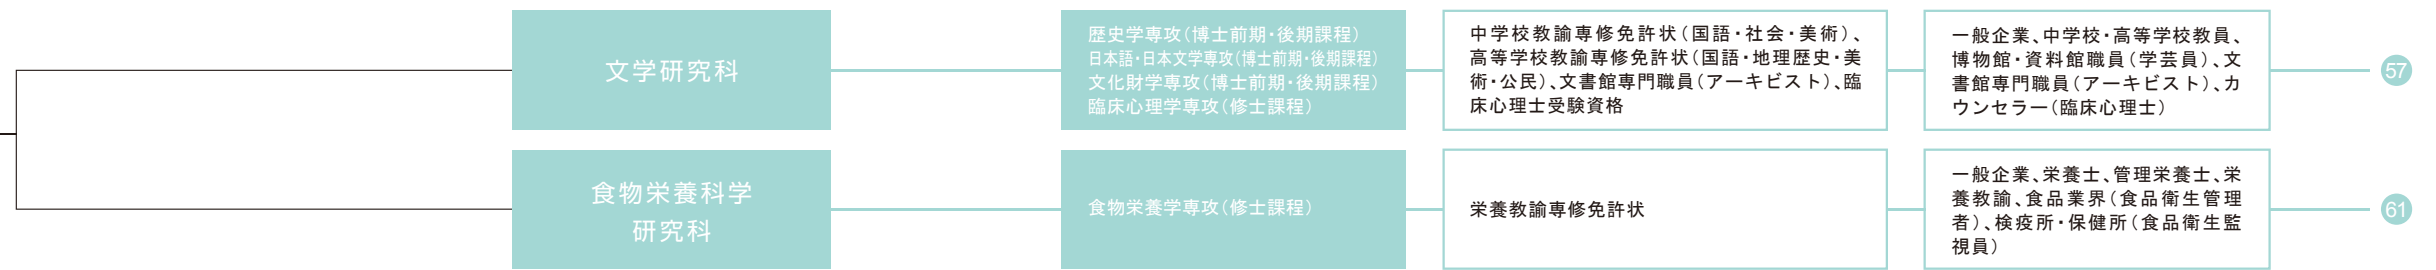 文学研究科
歴史学専攻(博士前期・後期課程)
日本語・日本文学専攻(博士前期・後期課程)
文化財学専攻(博士前期・後期課程)
臨床心理学専攻(修士課程)
中学校教諭専修免許状(国語・社会・美術)、
高等学校教諭専修免許状(国語・地理歴史・美
術・公民)、文書館専門職員(アーキビスト)、臨
床心理士受験資格
一般企業、中学校・高等学校教員、
博物館・資料館職員(学芸員)、文
書館専門職員(アーキビスト)、カ
ウンセラー(臨床心理士)
57
食物栄養科学
研究科
食物栄養学専攻(修士課程)
栄養教諭専修免許状
一般企業、栄養士、管理栄養士、栄
養教諭、食品業界(食品衛生管理
者)、検疫所・保健所(食品衛生監
視員)
61